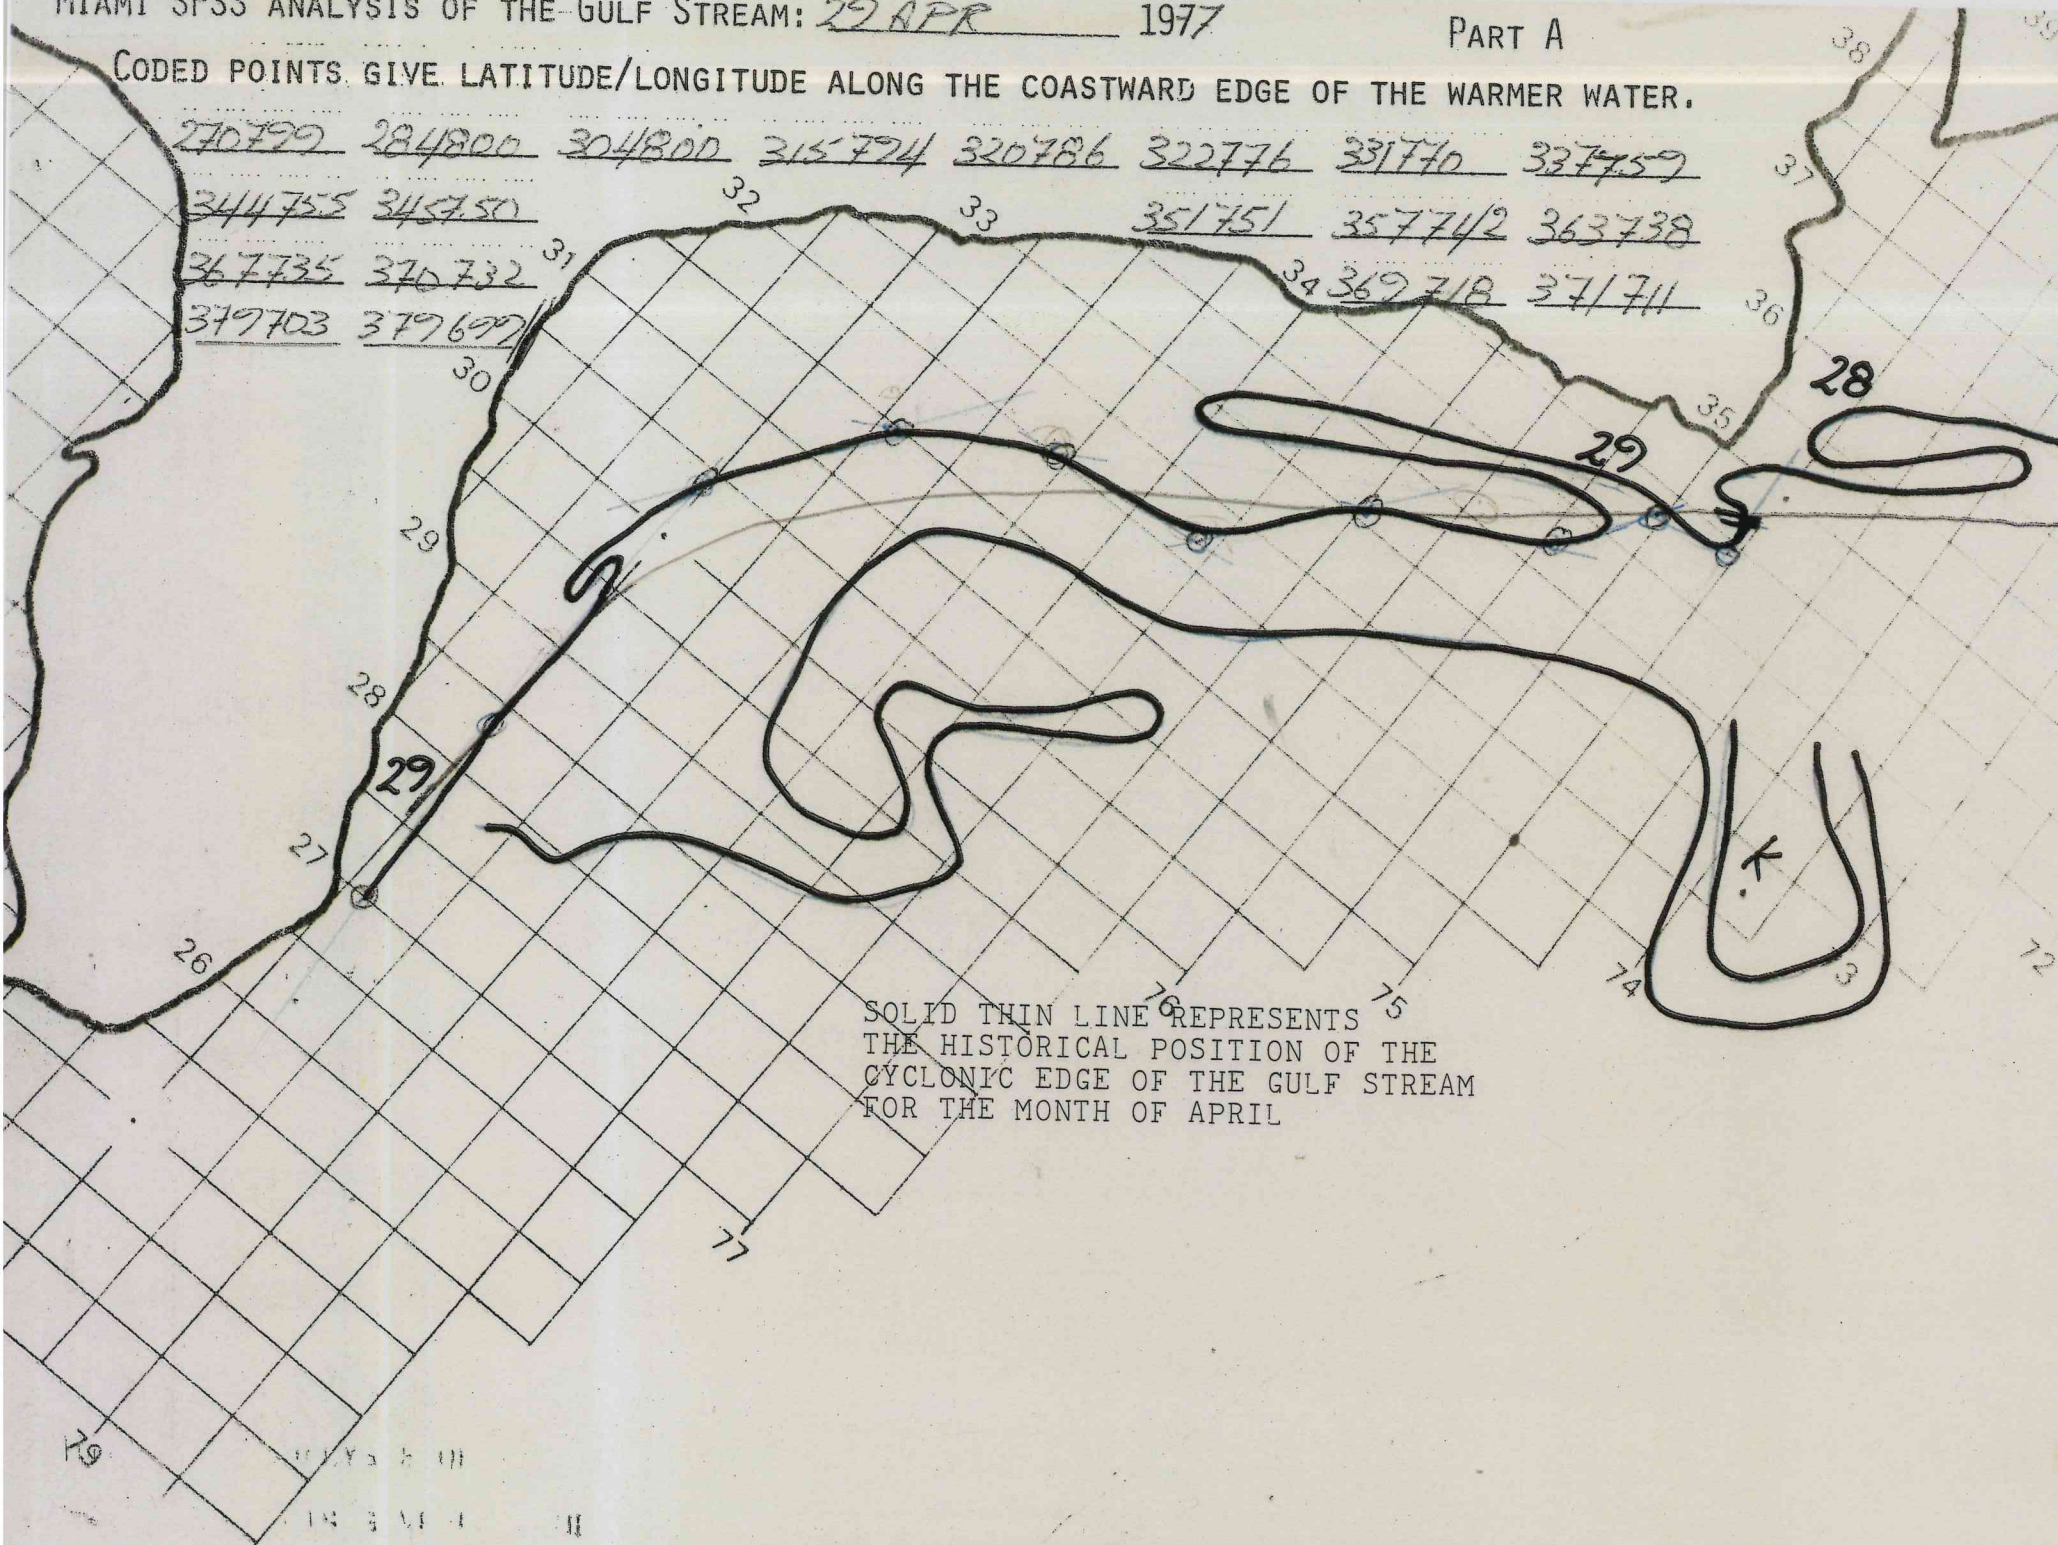 MIAMI SFSS ANALYSIS OF THE GULF STREAM: 29 APR 1977
PART A
CODED POINTS GIVE LATITUDE/LONGITUDE ALONG THE COASTWARD EDGE OF THE WARMER WATER.
270799 284800 304800 315794 320786 322776 331770 337759
344755 345750 351751 357742 363738
367735 370732 369718 371711
379703 379699
38
39
37
36
32
33
31
34
30
35
28
29
29
28
29
27
26
K
3
72
74
75
76
SOLID THIN LINE REPRESENTS
THE HISTORICAL POSITION OF THE
CYCLONIC EDGE OF THE GULF STREAM
FOR THE MONTH OF APRIL
77
79